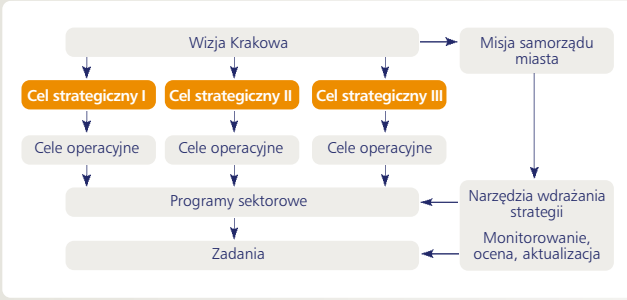 Wizja Krakowa
Misja samorządu
miasta
Cel strategiczny I
Cel strategiczny II
Cel strategiczny III
Cele operacyjne
Cele operacyjne
Cele operacyjne
Programy sektorowe
Narzędzia wdrażania
strategii
Monitorowanie,
ocena, aktualizacja
Zadania